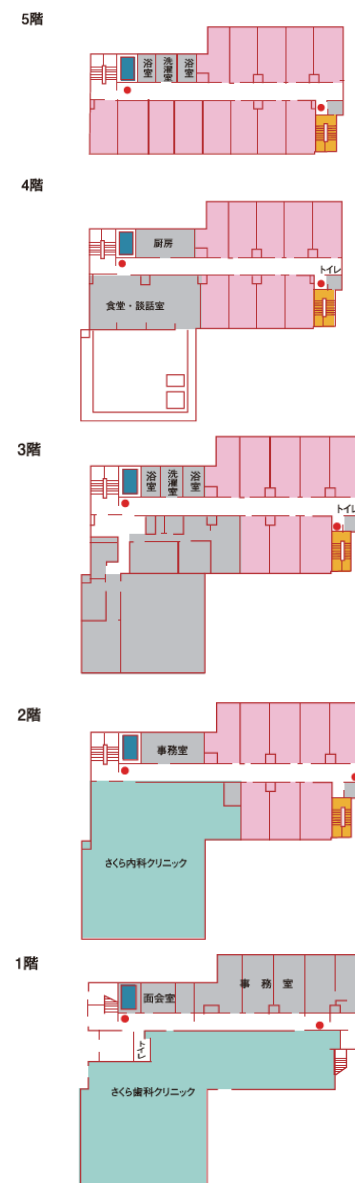 5階
浴室
洗濯室
浴室
4階
厨房
トイレ
食堂・談話室
3階
浴室
洗濯室
浴室
トイレ
2階
事務室
さくら内科クリニック
1階
面会室
事務室
トイレ
さくら歯科クリニック